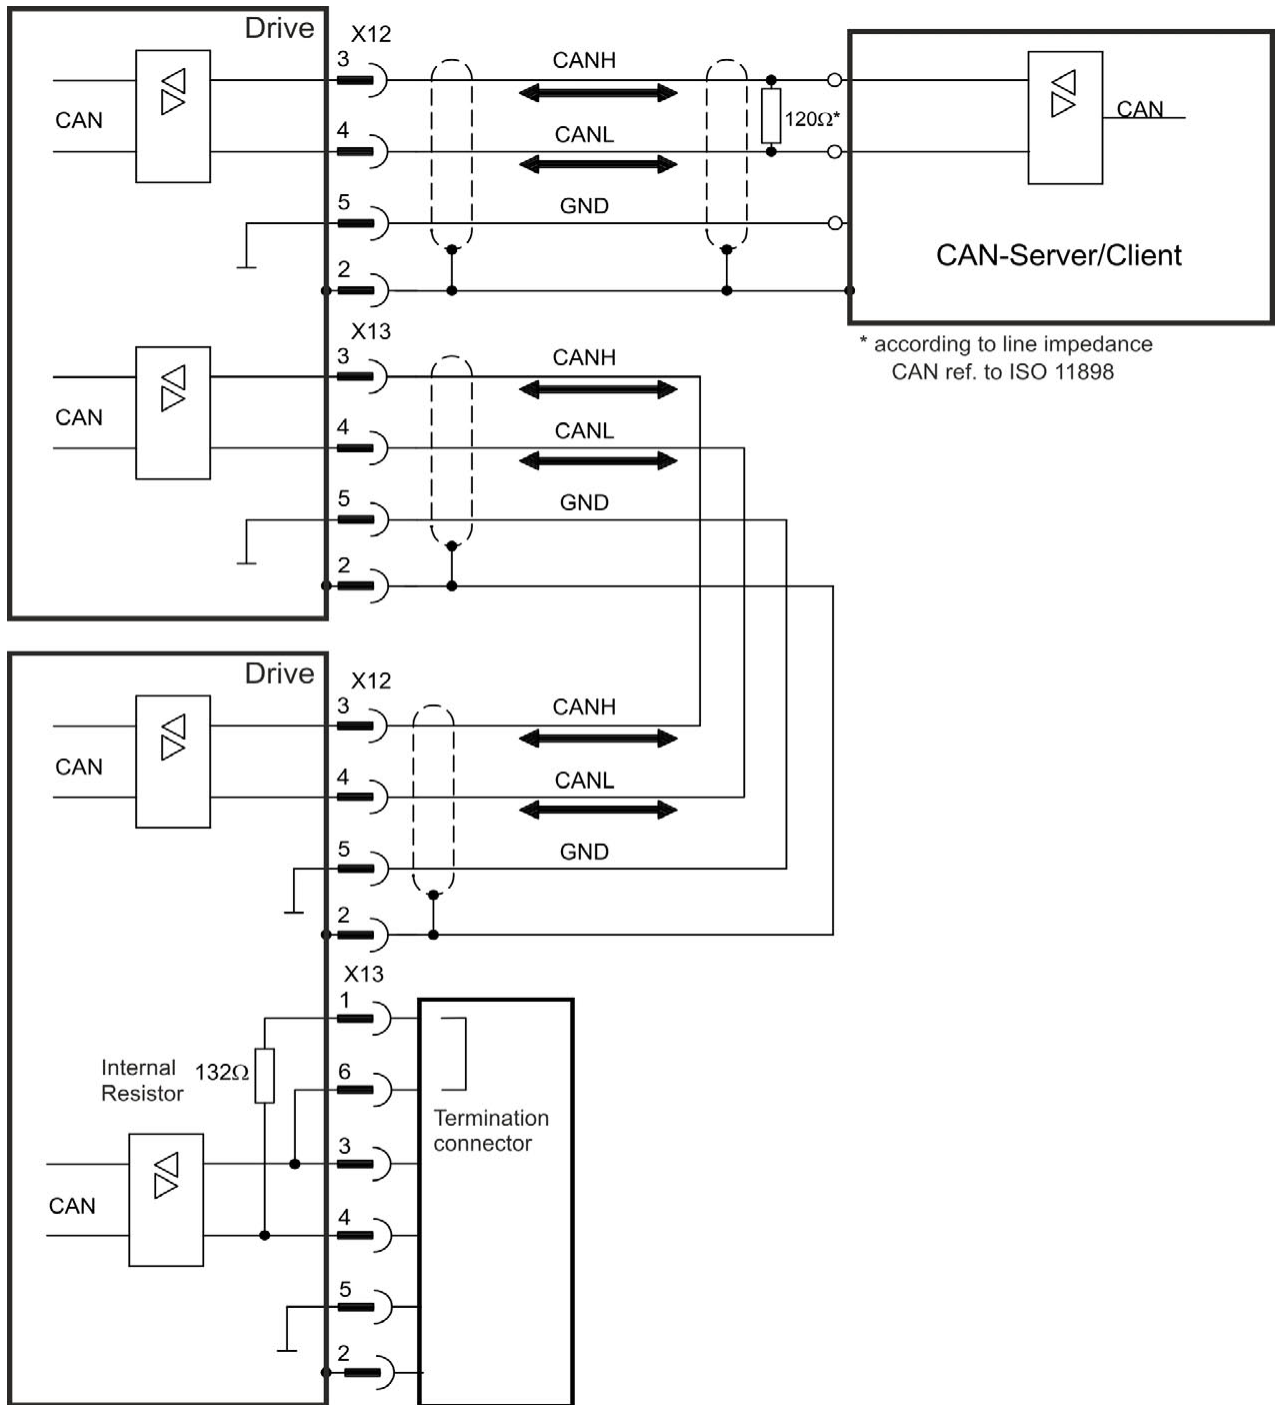 Drive
X12
3
CANH
CAN
120Ω*
CAN
4
CANL
5
GND
CAN-Server/Client
2
X13
* according to line impedance
CAN ref. to ISO 11898
3
CANH
CAN
4
CANL
5
GND
2
Drive
X12
3
CANH
CAN
4
CANL
5
GND
2
X13
1
Internal
Resistor
132Ω
6
Termination
connector
3
CAN
4
5
2